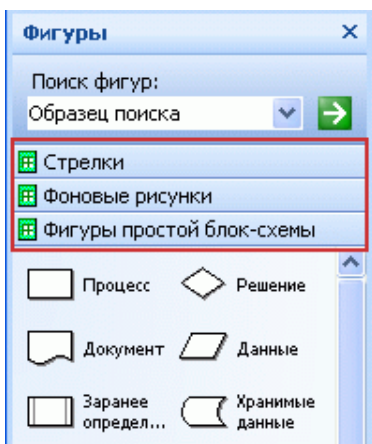 Фигуры
Поиск фигур:
Образец поиска
Стрелки
Фоновые рисунки
Фигуры простой блок-схемы
Процесс
Решение
Документ
Данные
Заранее
определ...
Хранимые
данные